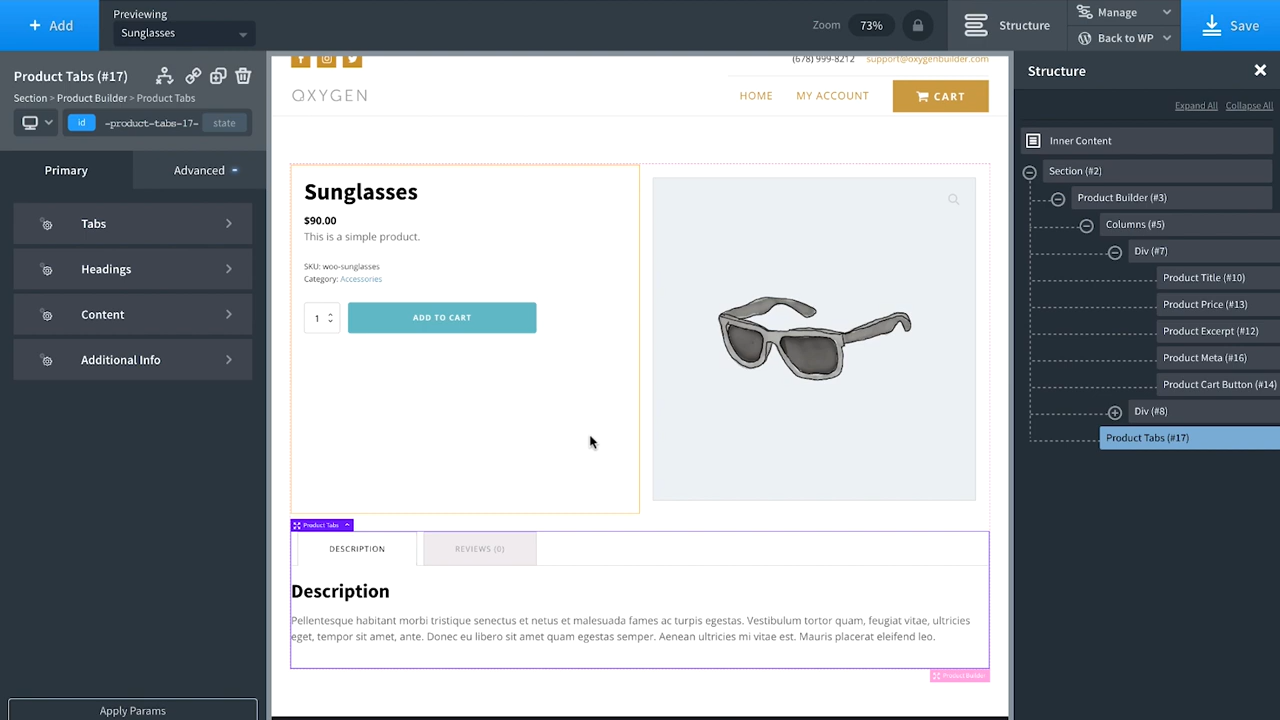 + Add
Previewing
Sunglasses
Zoom
73%
Structure
Manage
Back to WP
Save
Product Tabs (#17)
Section > Product Builder > Product Tabs
id
-product-tabs-17-
state
Primary
Advanced
Tabs
Headings
Content
Additional Info
Apply Params
(678) 999-8212
support@oxygenbuilder.com
OXYGEN
HOME
MY ACCOUNT
CART
Sunglasses
$90.00
This is a simple product.
SKU: woo-sunglasses
Category: Accessories
1
ADD TO CART
Product Tabs
DESCRIPTION
REVIEWS (0)
Description
Pellentesque habitant morbi tristique senectus et netus et malesuada fames ac turpis egestas. Vestibulum tortor quam, feugiat vitae, ultricies
eget, tempor sit amet, ante. Donec eu libero sit amet quam egestas semper. Aenean ultricies mi vitae est. Mauris placerat eleifend leo.
Product Builder
Structure
Expand All
Collapse All
Inner Content
Section (#2)
Product Builder (#3)
Columns (#5)
Div (#7)
Product Title (#10)
Product Price (#13)
Product Excerpt (#12)
Product Meta (#16)
Product Cart Button (#14)
Div (#8)
Product Tabs (#17)